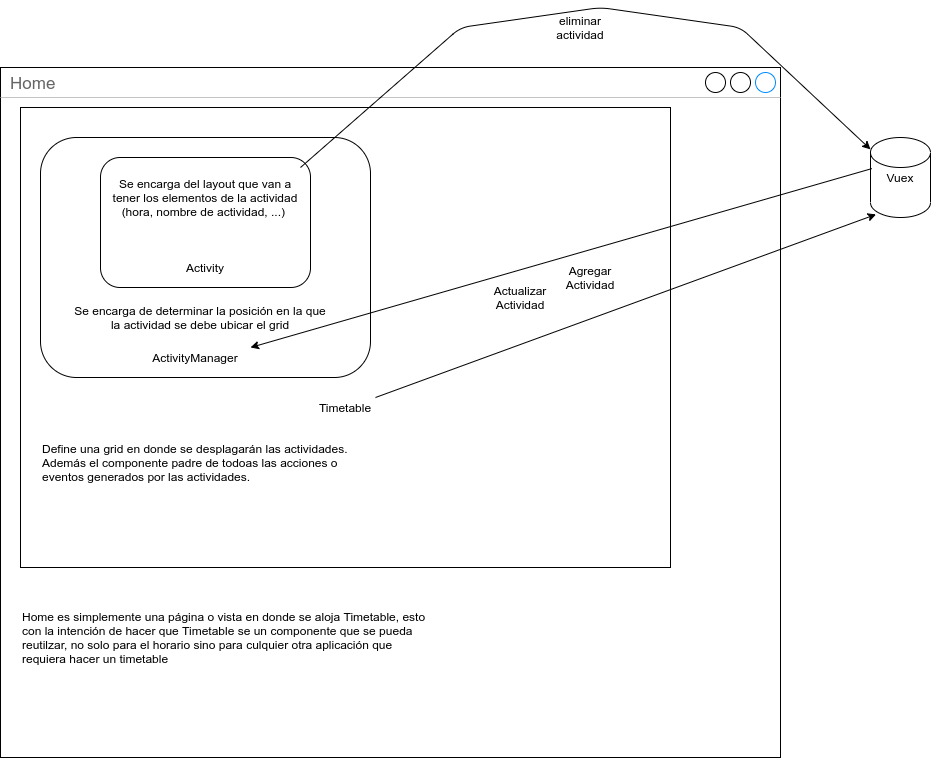 eliminar
actividad
Home
Se encarga del layout que van a
tener los elementos de la actividad
(hora, nombre de actividad, ...)
Activity
Vuex
Se encarga de determinar la posición en la que
la actividad se debe ubicar el grid
ActivityManager
Agregar
Actividad
Actualizar
Actividad
Timetable
Define una grid en donde se desplagarán las actividades.
Además el componente padre de todoas las acciones o
eventos generados por las actividades.
Home es simplemente una página o vista en donde se aloja Timetable, esto
con la intención de hacer que Timetable se un componente que se pueda
reutilzar, no solo para el horario sino para culquier otra aplicación que
requiera hacer un timetable